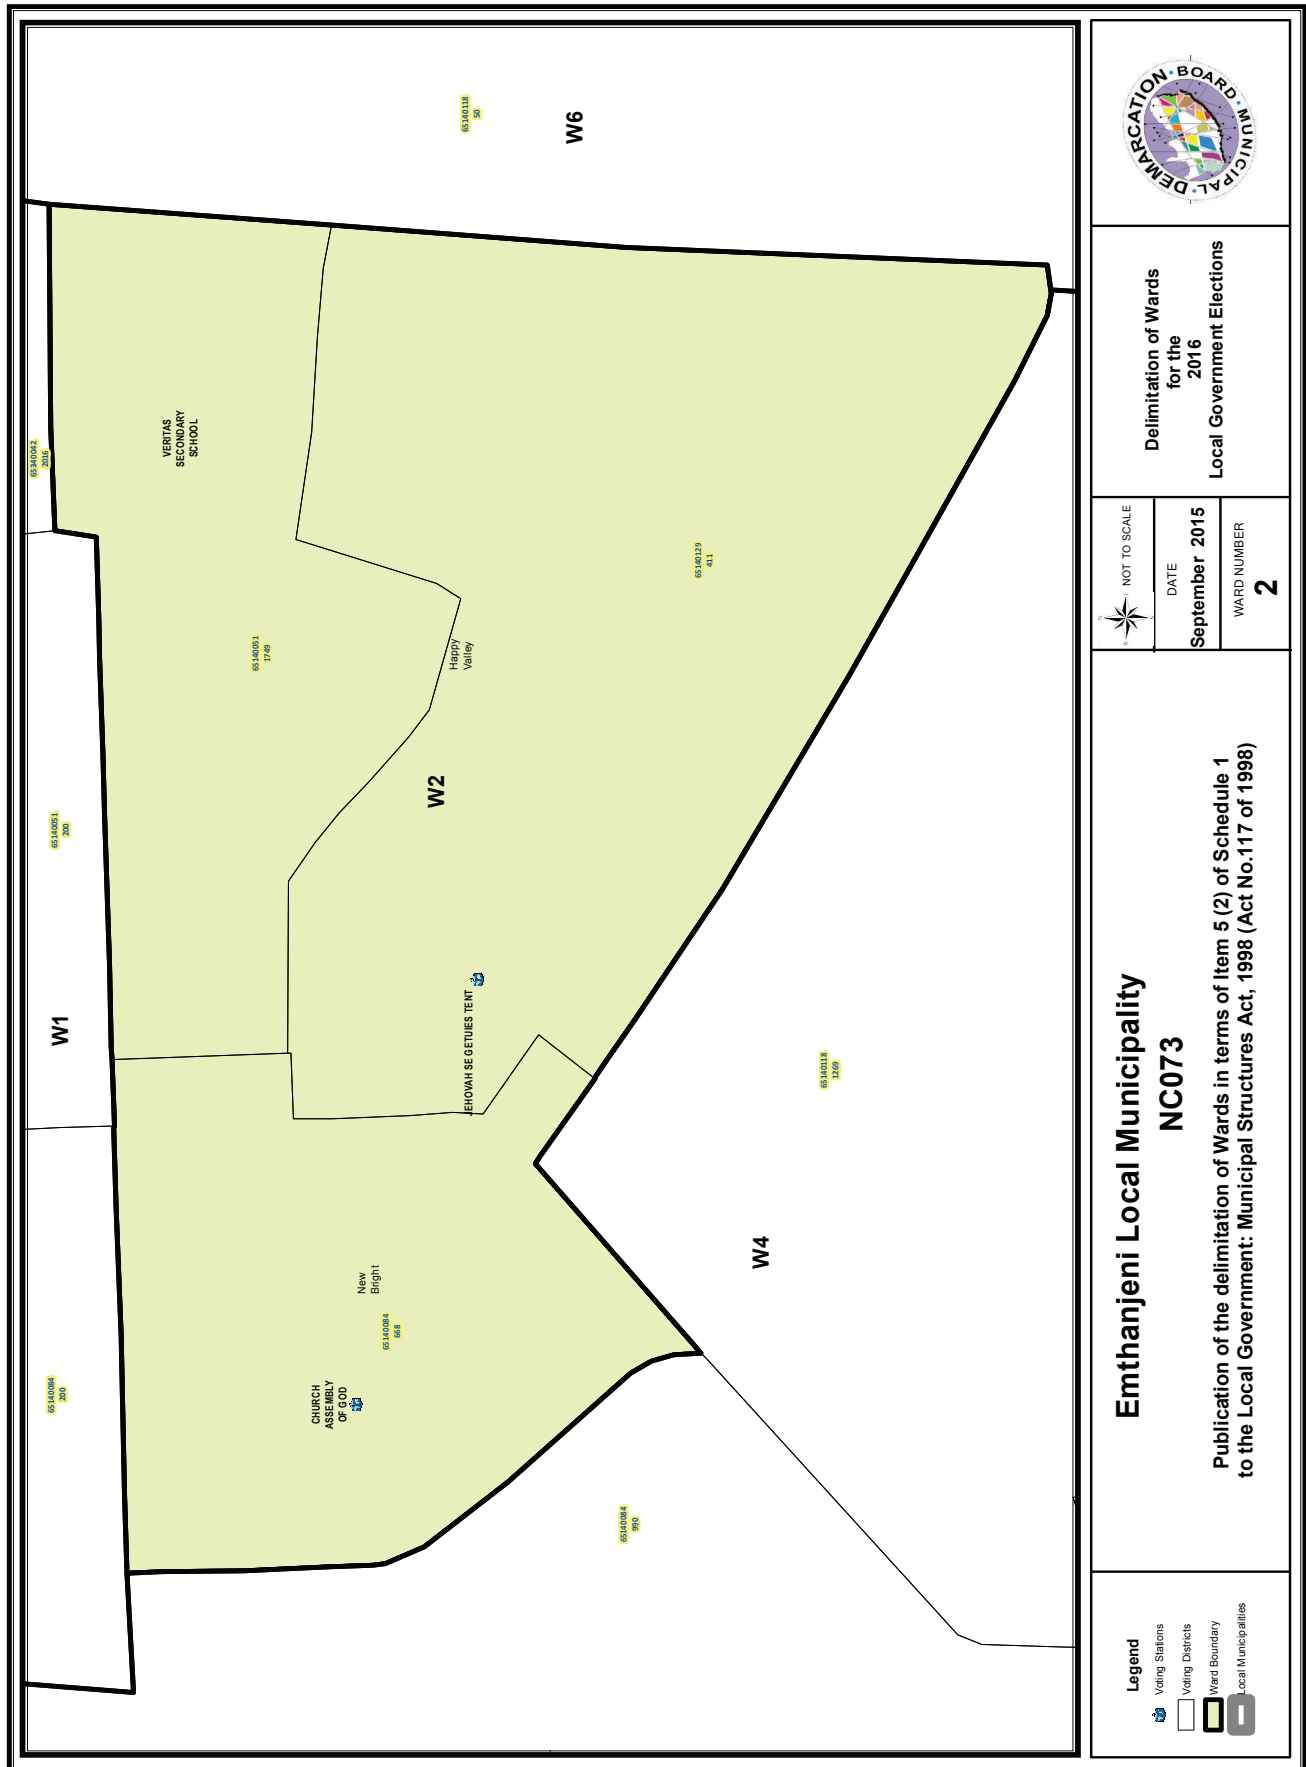 W1
W2
W4
W6
65340042
2016
65140118
50
VERITAS
SECONDARY
SCHOOL
65140051
1749
65140051
200
65140129
411
Happy
Valley
JEHOVAH SE GETUIES TENT
65140118
1269
New
Bright
65140084
668
CHURCH
ASSEMBLY
OF GOD
65140084
200
65140084
990
Legend
Voting Stations
Voting Districts
Ward Boundary
Local Municipalities
Emthanjeni Local Municipality
NC073
Publication of the delimitation of Wards in terms of Item 5 (2) of Schedule 1
to the Local Government: Municipal Structures Act, 1998 (Act No.117 of 1998)
NOT TO SCALE
DATE
September 2015
WARD NUMBER
2
Delimitation of Wards
for the
2016
Local Government Elections
MUNICIPAL • DEMARCATION • BOARD •